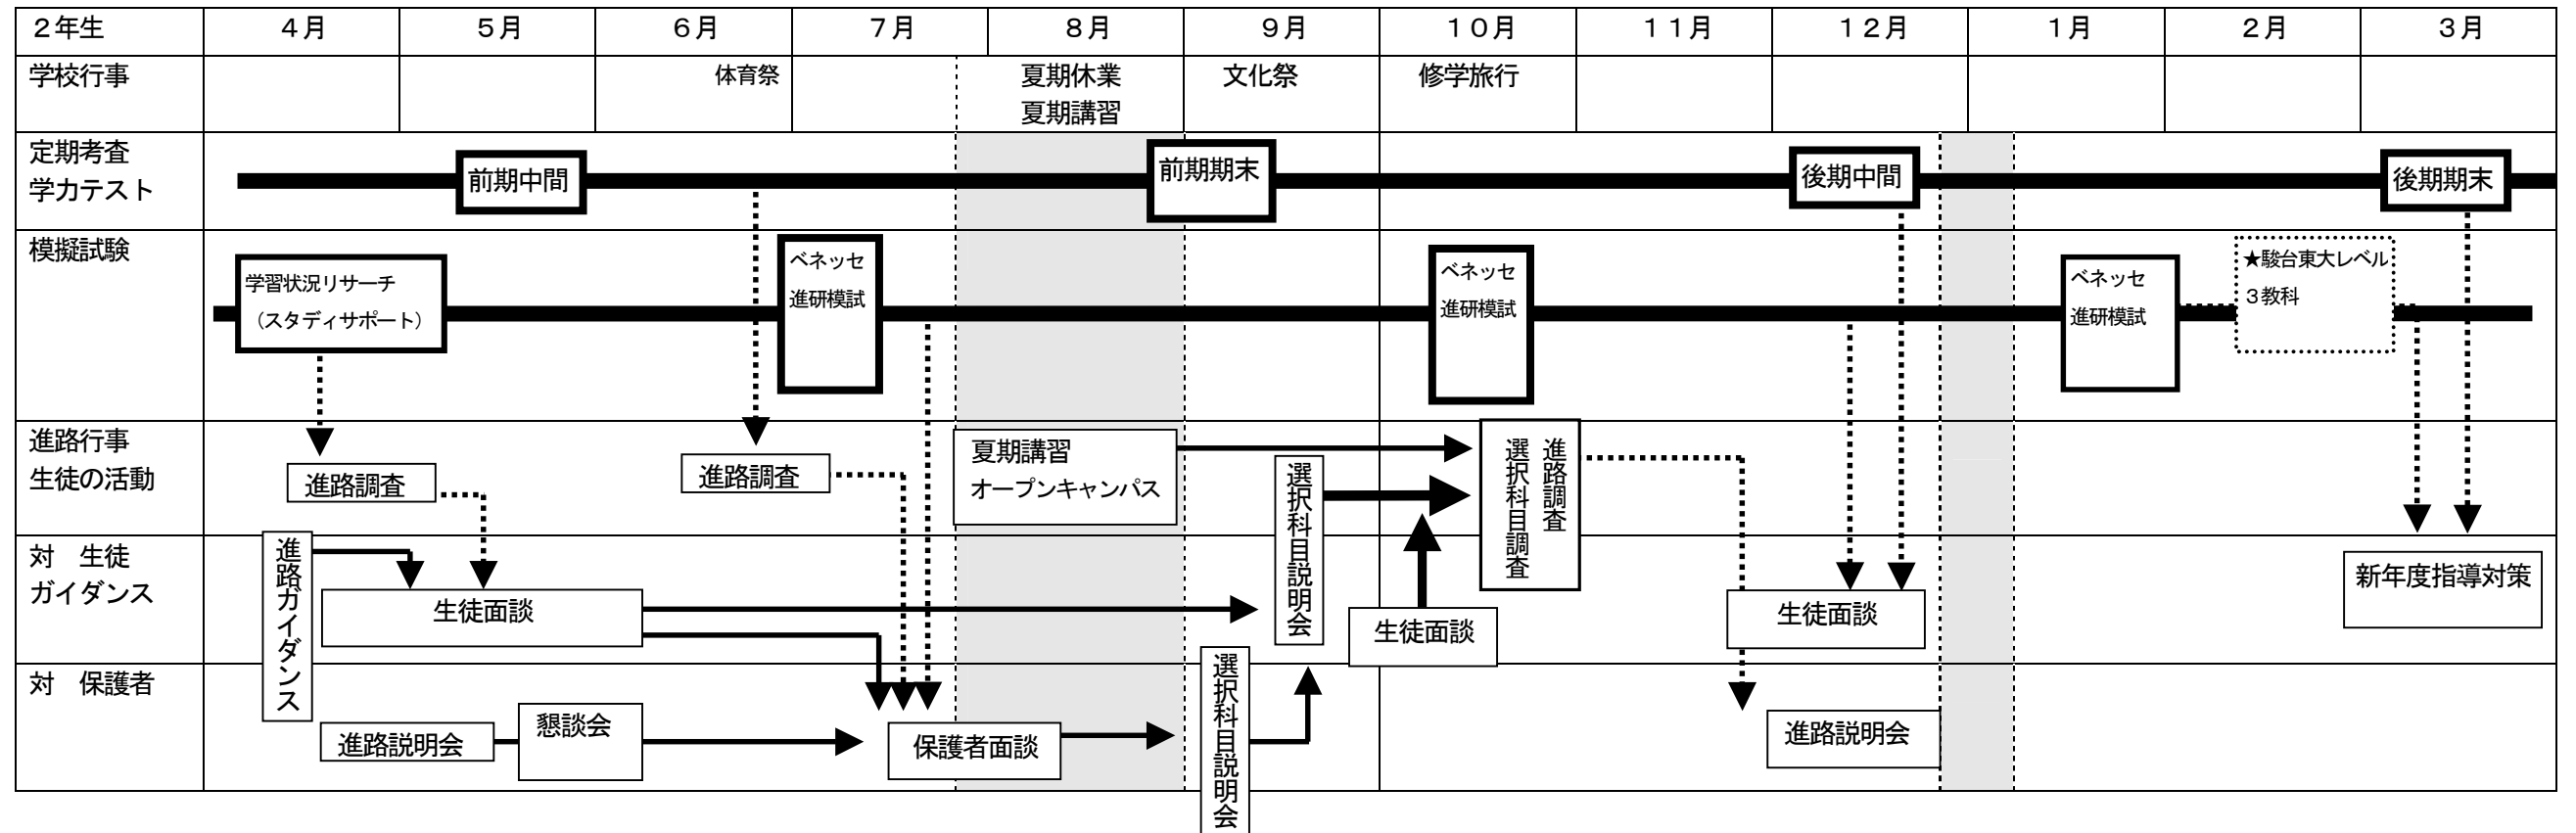 ２年生
４月
５月
６月
７月
８月
９月
１０月
１１月
１２月
１月
２月
３月
学校行事
体育祭
夏期休業
夏期講習
文化祭
修学旅行
定期考査
学力テスト
前期中間
前期期末
後期中間
後期期末
模擬試験
学習状況リサーチ
（スタディサポート）
ベネッセ
進研模試
ベネッセ
進研模試
ベネッセ
進研模試
★駿台東大レベル
３教科
進路行事
生徒の活動
進路調査
進路調査
夏期講習
オープンキャンパス
選択科目説明会
進路調査
選択科目調査
対　生徒
ガイダンス
進路ガイダンス
生徒面談
生徒面談
生徒面談
新年度指導対策
対　保護者
進路説明会
懇談会
保護者面談
選択科目説明会
進路説明会